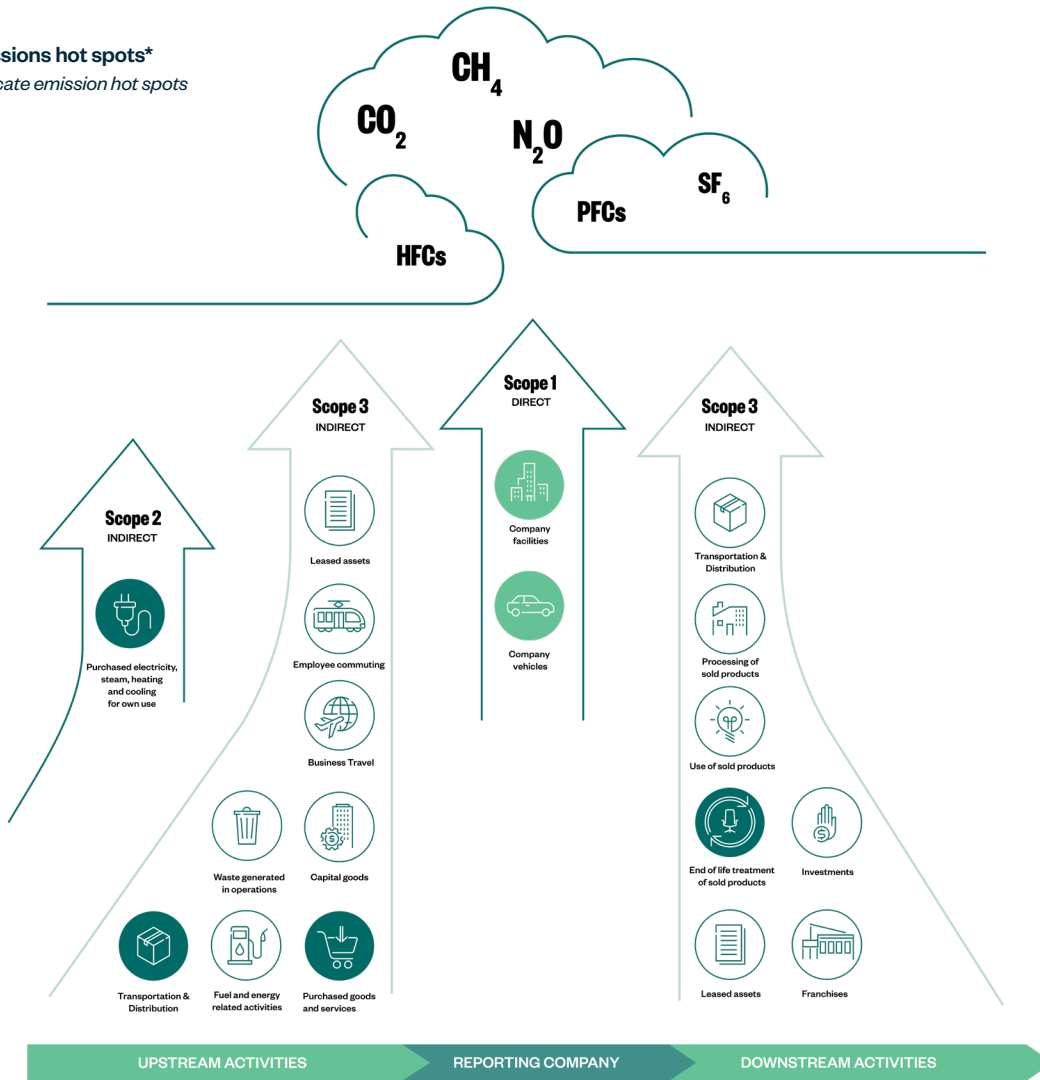 hot spots*
emission hot spots
CH4
CO2
N2O
SF6
PFCs
HFCs
Scope 2
INDIRECT
Purchased electricity,
steam, heating
and cooling
for own use
Scope 3
INDIRECT
Leased assets
Employee commuting
Business Travel
Waste generated
in operations
Capital goods
Transportation &
Distribution
Fuel and energy
related activities
Purchased goods
and services
Scope 1
DIRECT
Company
facilities
Company
vehicles
Scope 3
INDIRECT
Transportation &
Distribution
Processing of
sold products
Use of sold products
End of life treatment
of sold products
Investments
Leased assets
Franchises
UPSTREAM ACTIVITIES
REPORTING COMPANY
DOWNSTREAM ACTIVITIES